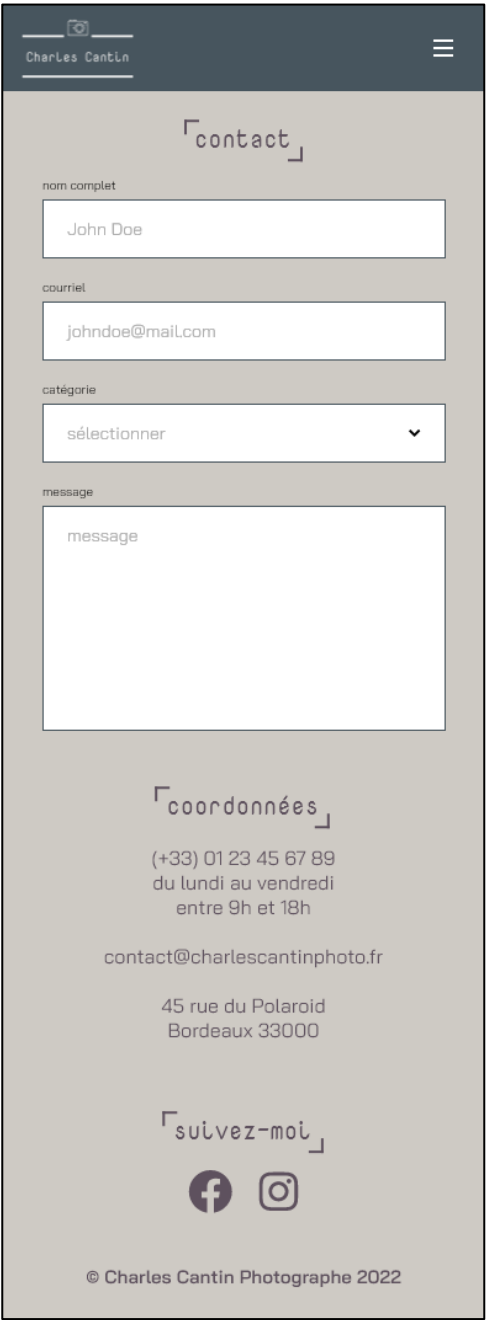 Charles Cantin
contact
nom complet
John Doe
courriel
johndoe@mail.com
catégorie
sélectionner
message
message
coordonnées
(+33) 01 23 45 67 89
du lundi au vendredi
entre 9h et 18h
contact@charlescantinphoto.fr
45 rue du Polaroid
Bordeaux 33000
suivez-moi
© Charles Cantin Photographe 2022